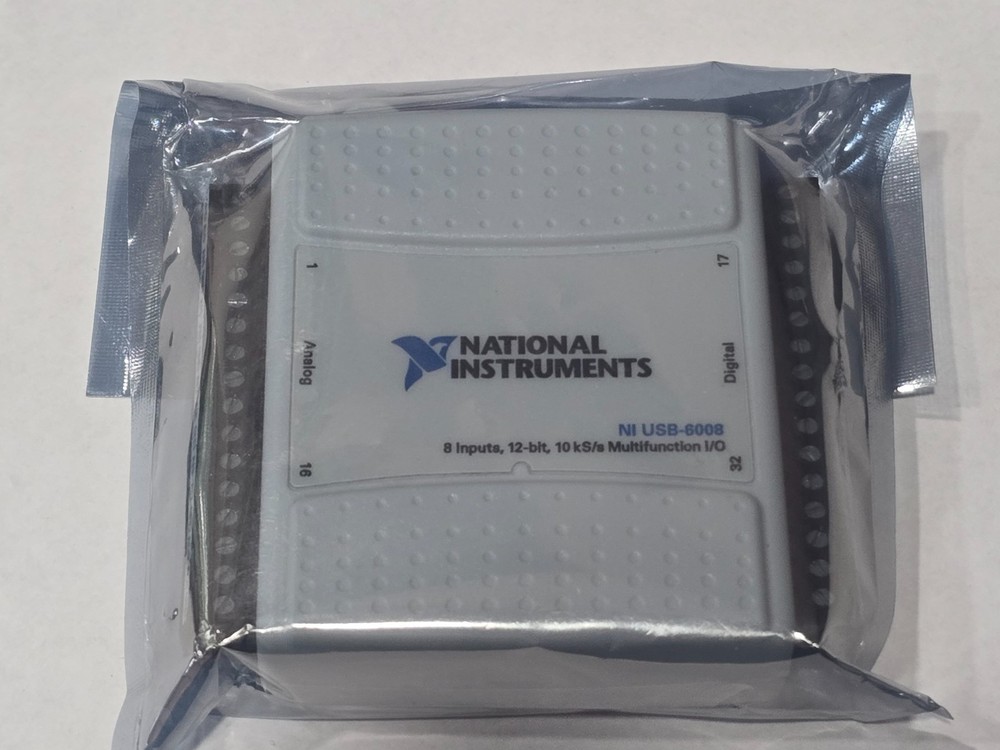 1
17
Analog
Digital
NATIONAL
INSTRUMENTS
NI USB-6008
8 Inputs, 12-bit, 10 kS/s Multifunction I/O
16
32